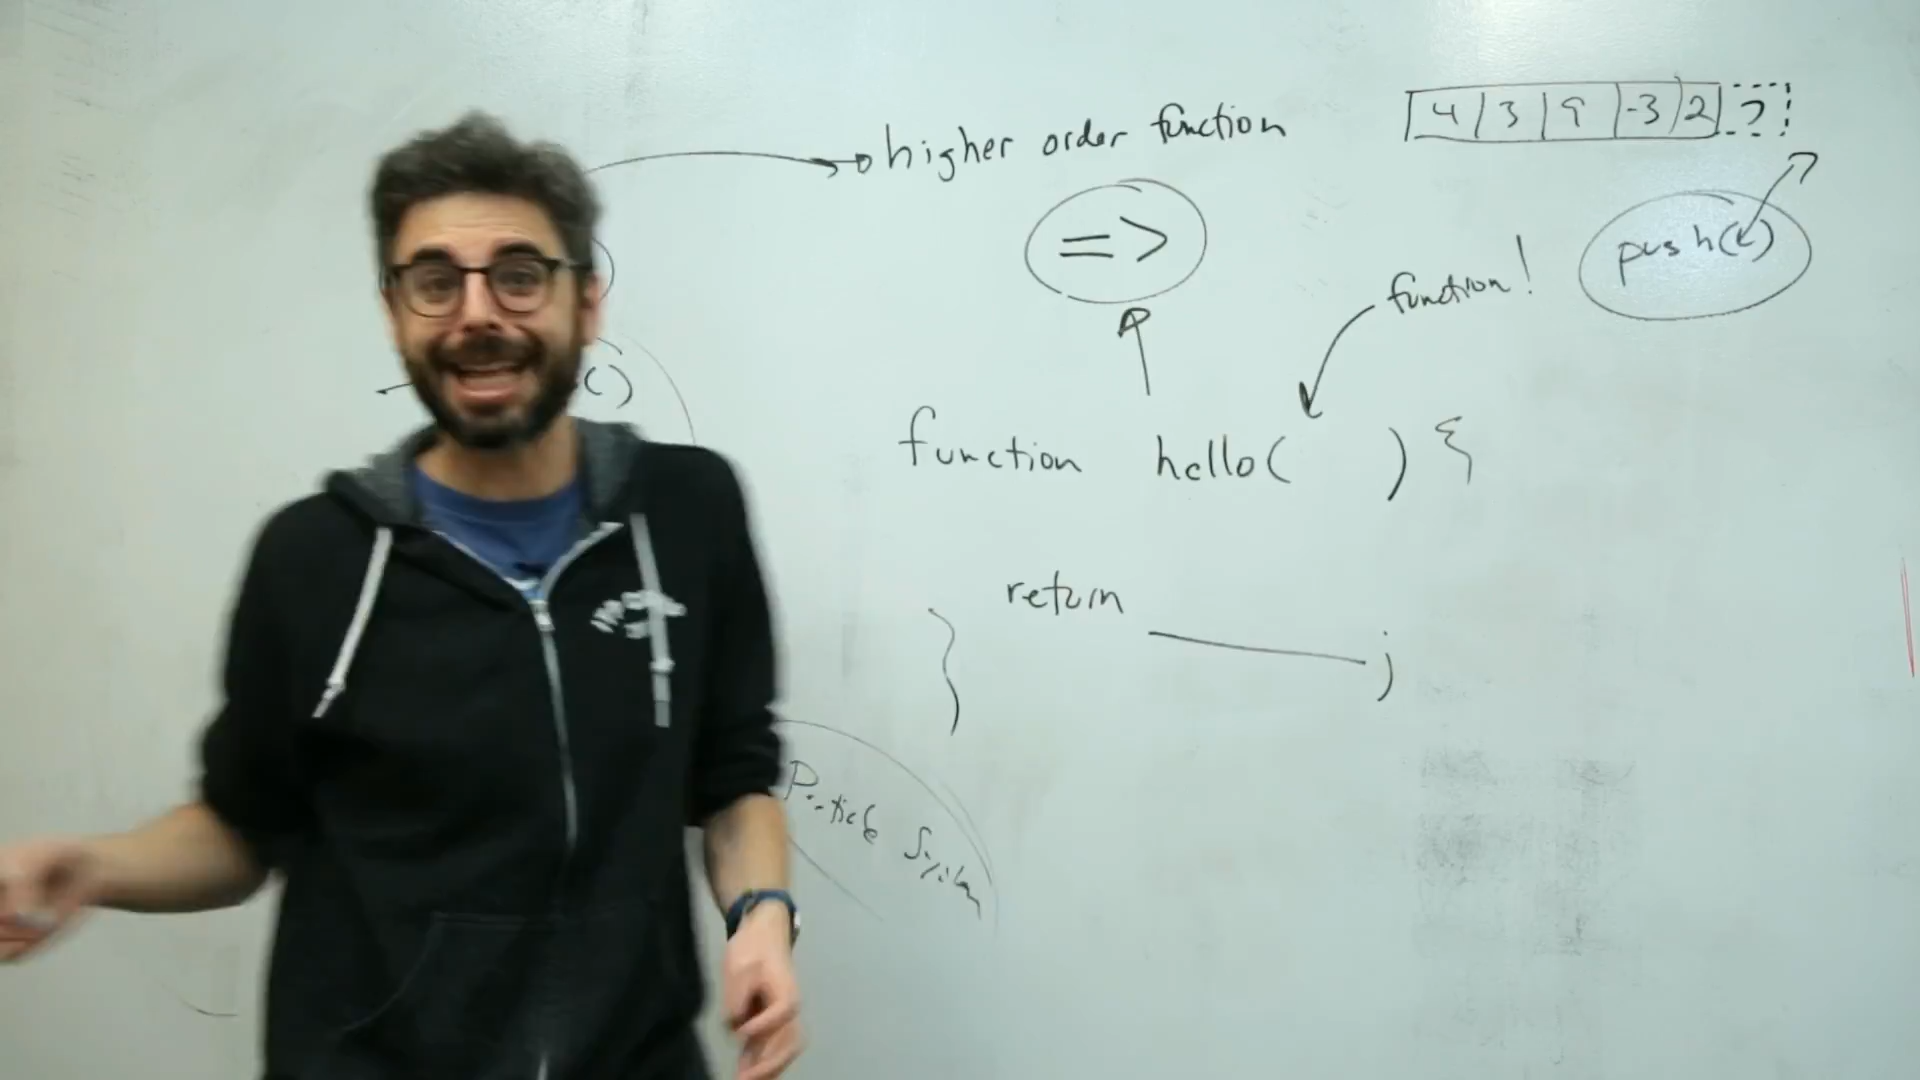 higher order function
4 3 9 -3 2 ?
=>
push( )
function!
( )
function hello( ) {
return ;
}
Particle System